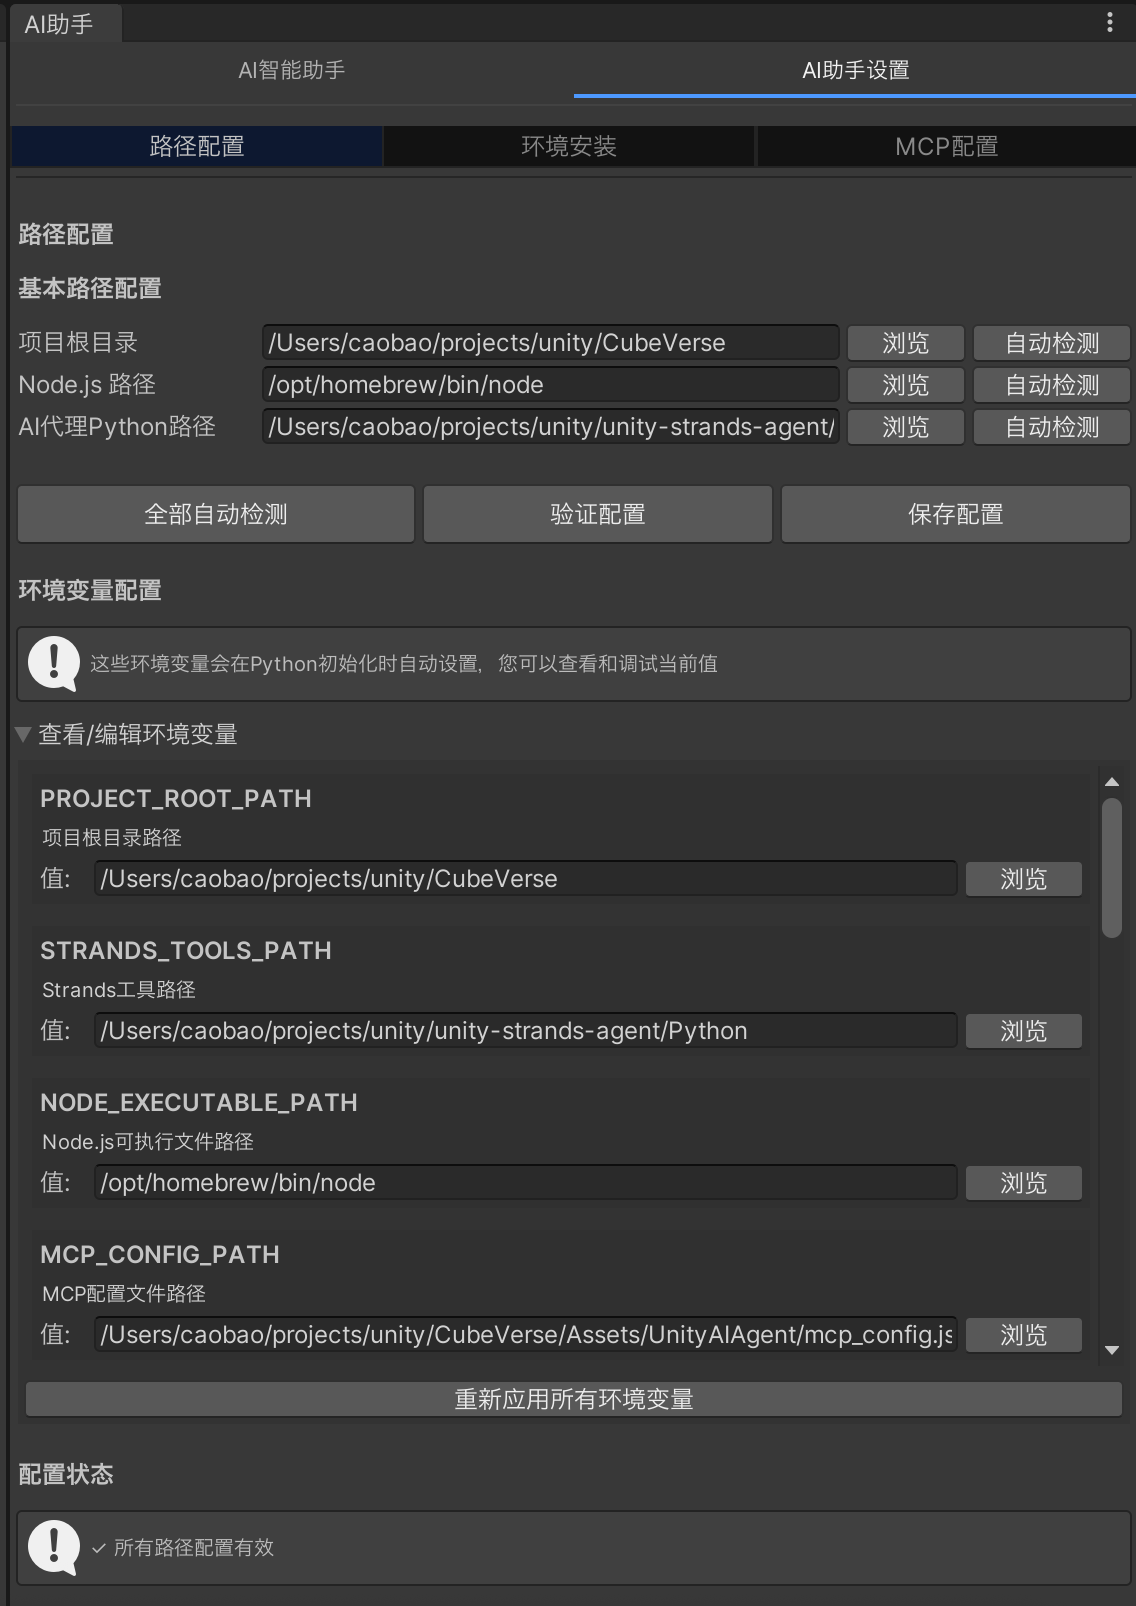 AI助手
AI智能助手 AI助手设置
路径配置 环境安装 MCP配置
路径配置
基本路径配置
项目根目录 /Users/caobao/projects/unity/CubeVerse 浏览 自动检测
Node.js 路径 /opt/homebrew/bin/node 浏览 自动检测
AI代理Python路径 /Users/caobao/projects/unity/unity-strands-agent/ 浏览 自动检测
全部自动检测 验证配置 保存配置
环境变量配置
这些环境变量会在Python初始化时自动设置，您可以查看和调试当前值
查看/编辑环境变量
PROJECT_ROOT_PATH
项目根目录路径
值: /Users/caobao/projects/unity/CubeVerse 浏览
STRANDS_TOOLS_PATH
Strands工具路径
值: /Users/caobao/projects/unity/unity-strands-agent/Python 浏览
NODE_EXECUTABLE_PATH
Node.js可执行文件路径
值: /opt/homebrew/bin/node 浏览
MCP_CONFIG_PATH
MCP配置文件路径
值: /Users/caobao/projects/unity/CubeVerse/Assets/UnityAIAgent/mcp_config.js 浏览
重新应用所有环境变量
配置状态
✓ 所有路径配置有效